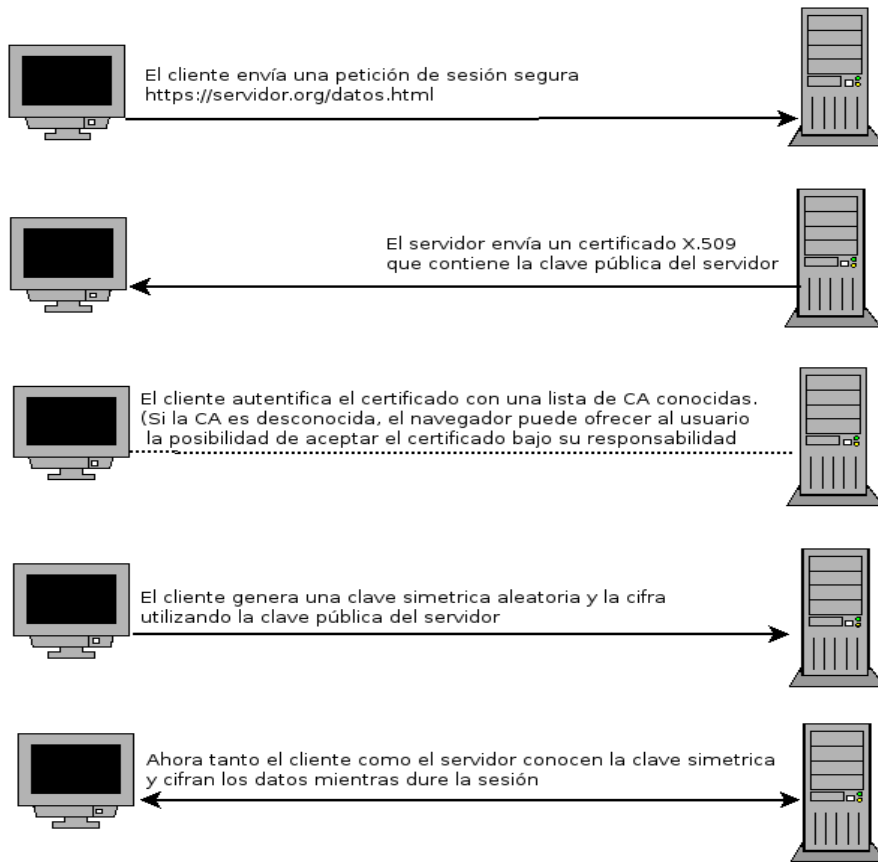 El cliente envía una petición de sesión segura
https://servidor.org/datos.html
El servidor envía un certificado X.509
que contiene la clave pública del servidor
El cliente autentifica el certificado con una lista de CA conocidas.
(Si la CA es desconocida, el navegador puede ofrecer al usuario
la posibilidad de aceptar el certificado bajo su responsabilidad
El cliente genera una clave simetrica aleatoria y la cifra
utilizando la clave pública del servidor
Ahora tanto el cliente como el servidor conocen la clave simetrica
y cifran los datos mientras dure la sesión